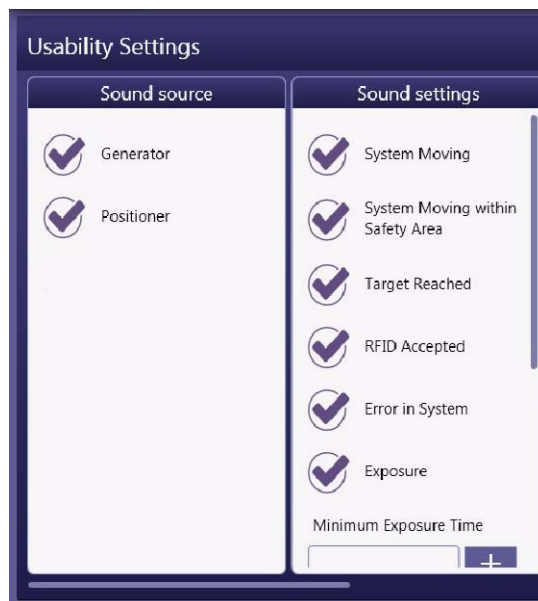 Usability Settings
Sound source
Generator
Positioner
Sound settings
System Moving
System Moving within
Safety Area
Target Reached
RFID Accepted
Error in System
Exposure
Minimum Exposure Time
+